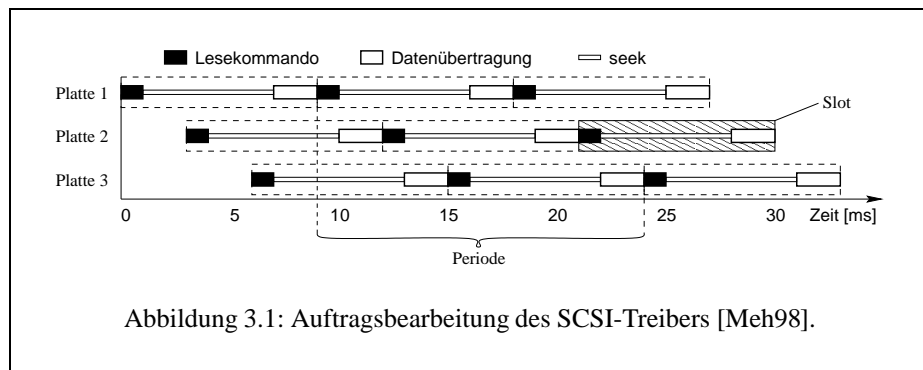 Lesekommando Datenübertragung seek
Platte 1
Slot
Platte 2
Platte 3
0 5 10 15 20 25 30 Zeit [ms]
Periode
Abbildung 3.1: Auftragsbearbeitung des SCSI-Treibers [Meh98].